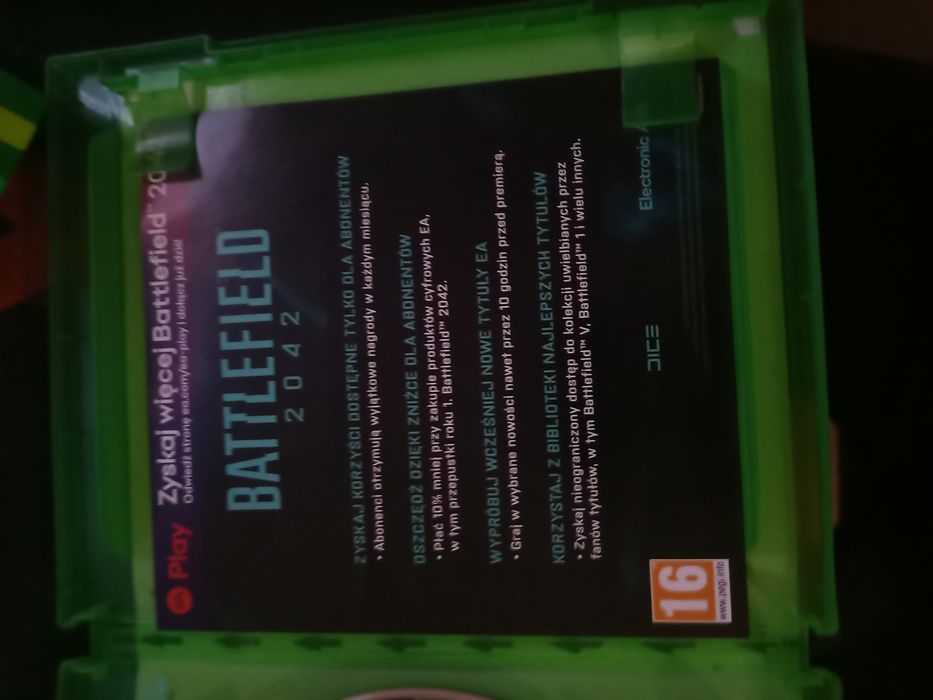 EA Play
Zyskaj więcej Battlefield™ 20
Odwiedź stronę ea.com/ea-play i dołącz już dziś!
BATTLEFIELD
2042
ZYSKAJ KORZYŚCI DOSTĘPNE TYLKO DLA ABONENTÓW
• Abonenci otrzymują wyjątkowe nagrody w każdym miesiącu.
OSZCZĘDŹ DZIĘKI ZNIŻCE DLA ABONENTÓW
• Płać 10% mniej przy zakupie produktów cyfrowych EA,
w tym przepustki roku 1. Battlefield™ 2042.
WYPRÓBUJ WCZEŚNIEJ NOWE TYTUŁY EA
• Graj w wybrane nowości nawet przez 10 godzin przed premierą.
KORZYSTAJ Z BIBLIOTEKI NAJLEPSZYCH TYTUŁÓW
• Zyskaj nieograniczony dostęp do kolekcji uwielbianych przez
fanów tytułów, w tym Battlefield™ V, Battlefield™ 1 i wielu innych.
16
www.pegi.info
DICE
Electronic